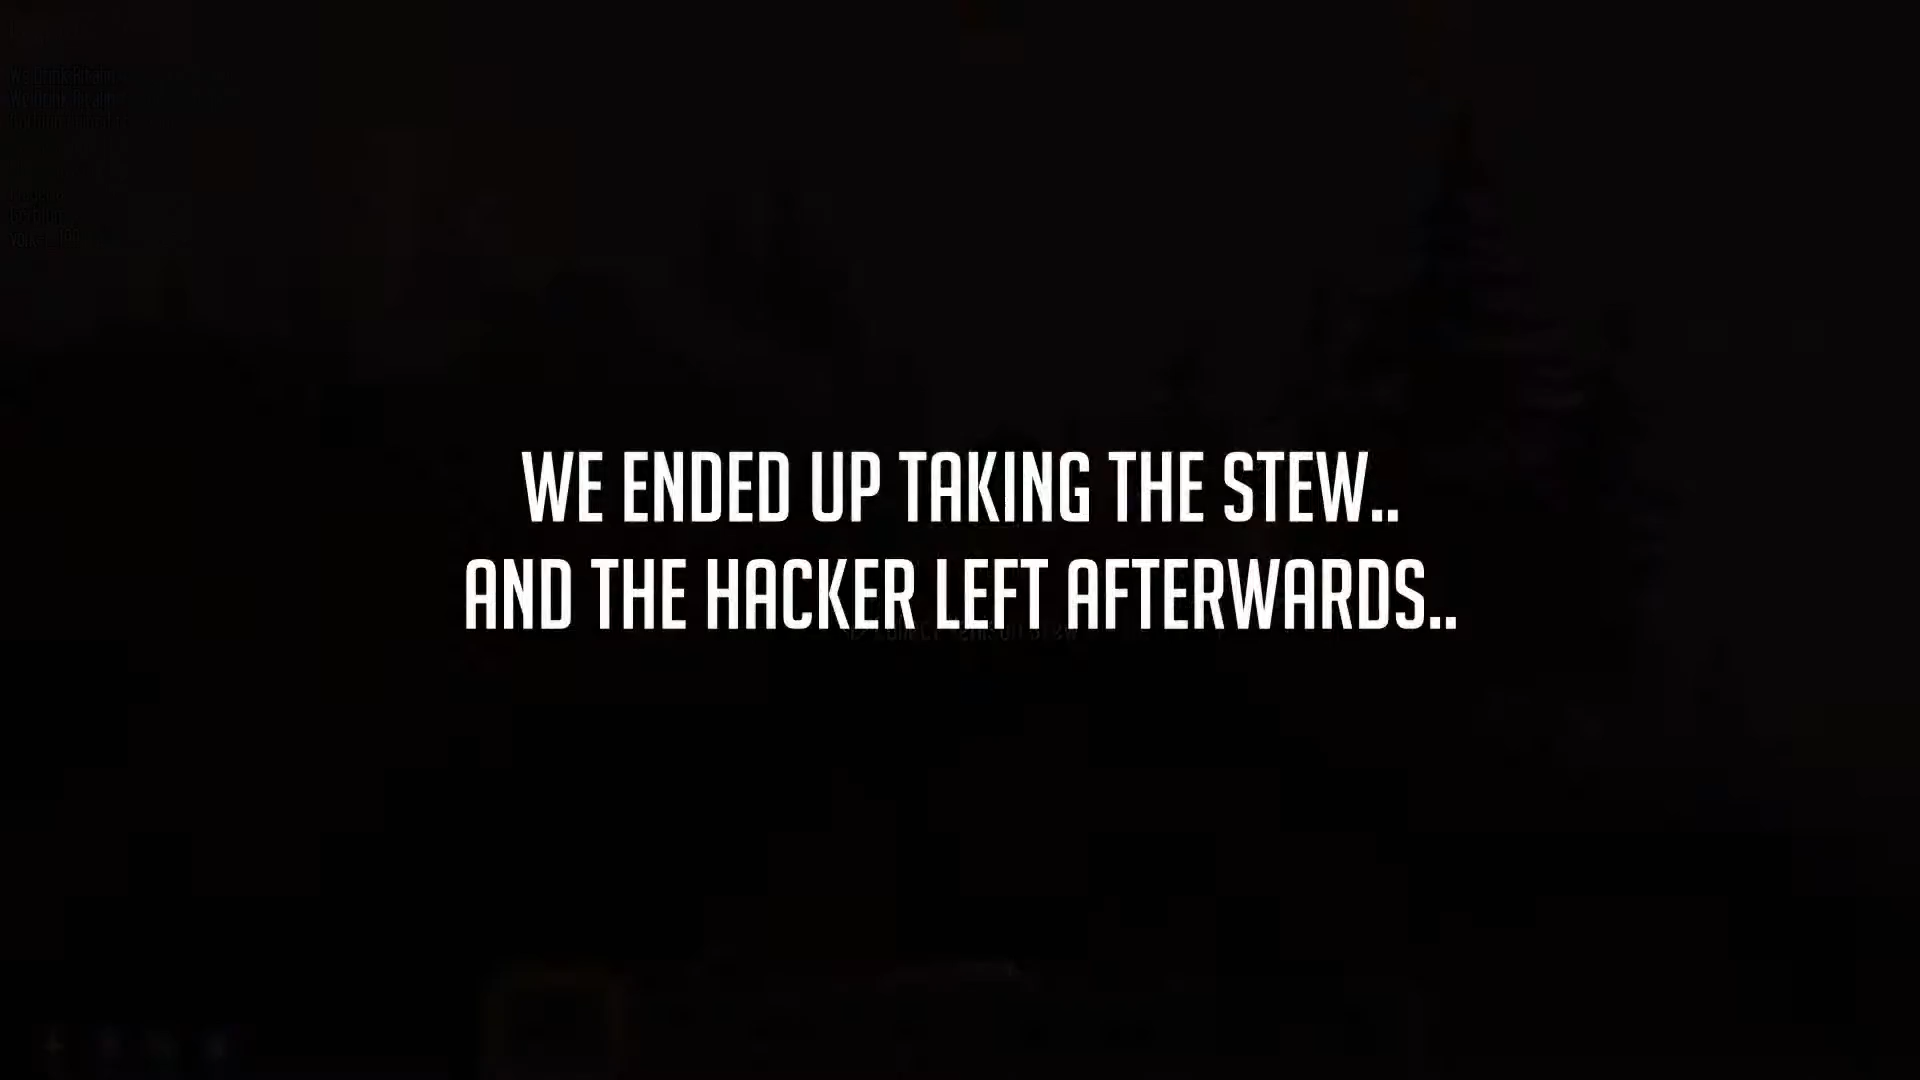 WE ENDED UP TAKING THE STEW..
AND THE HACKER LEFT AFTERWARDS..